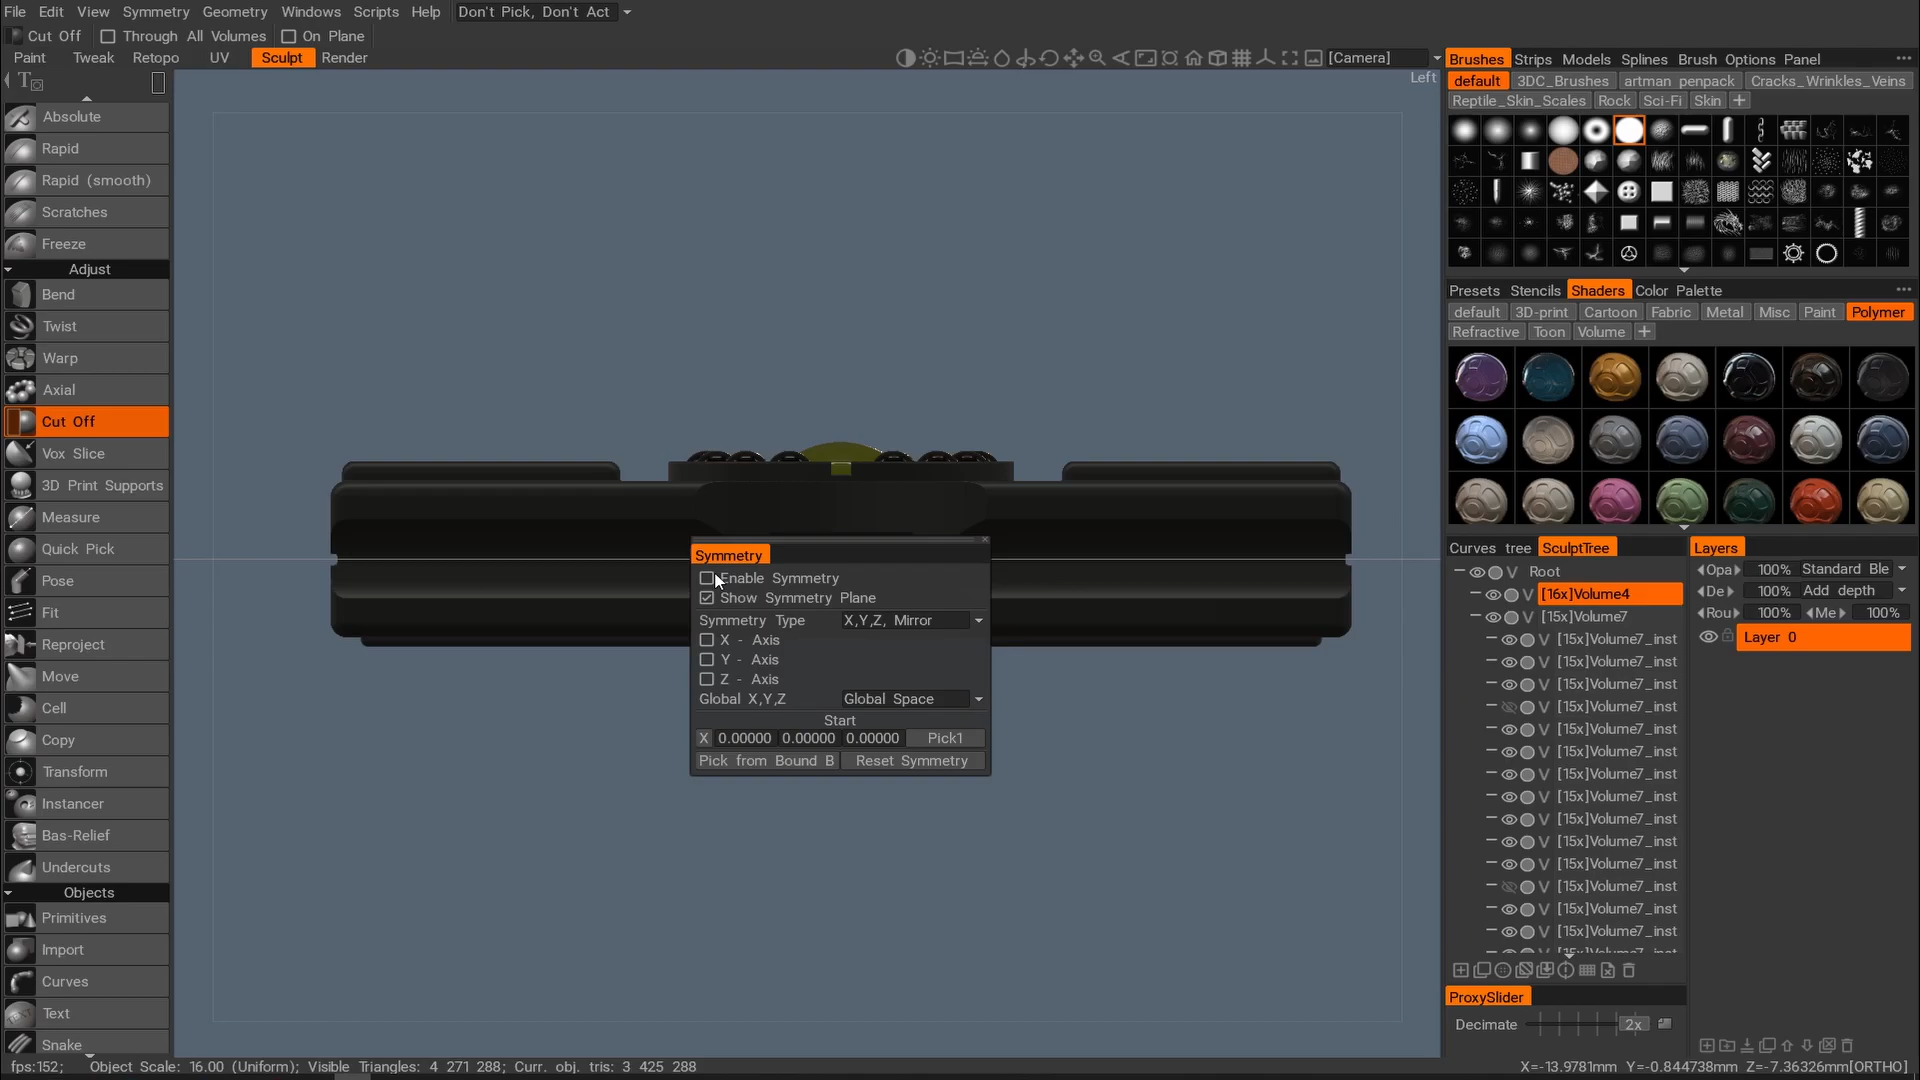 File Edit View Symmetry Geometry Windows Scripts Help Don't Pick, Don't Act
Cut Off Through All Volumes On Plane
Paint Tweak Retopo UV Sculpt Render [Camera]
Left
Absolute
Rapid
Rapid (smooth)
Scratches
Freeze
Adjust
Bend
Twist
Warp
Axial
Cut Off
Vox Slice
3D Print Supports
Measure
Quick Pick
Pose
Fit
Reproject
Move
Cell
Copy
Transform
Instancer
Bas-Relief
Undercuts
Objects
Primitives
Import
Curves
Text
Snake
Symmetry
Enable Symmetry
Show Symmetry Plane
Symmetry Type X,Y,Z, Mirror
X - Axis
Y - Axis
Z - Axis
Global X,Y,Z Global Space
Start
X 0.00000 0.00000 0.00000 Pick1
Pick from Bound B Reset Symmetry
Brushes Strips Models Splines Brush Options Panel
default 3DC_Brushes artman penpack Cracks_Wrinkles_Veins
Reptile_Skin_Scales Rock Sci-Fi Skin +
Presets Stencils Shaders Color Palette
default 3D-print Cartoon Fabric Metal Misc Paint Polymer
Refractive Toon Volume +
Curves tree SculptTree
V Root
V [16x]Volume4
V [15x]Volume7
V [15x]Volume7_inst
V [15x]Volume7_inst
V [15x]Volume7_inst
V [15x]Volume7_inst
V [15x]Volume7_inst
V [15x]Volume7_inst
V [15x]Volume7_inst
V [15x]Volume7_inst
V [15x]Volume7_inst
V [15x]Volume7_inst
V [15x]Volume7_inst
V [15x]Volume7_inst
V [15x]Volume7_inst
V [15x]Volume7_inst
Layers
Opa 100% Standard Ble
De 100% Add depth
Rou 100% Me 100%
Layer 0
ProxySlider
Decimate 2x
fps:152; Object Scale: 16.00 (Uniform); Visible Triangles: 4 271 288; Curr. obj. tris: 3 425 288
X=-13.9781mm Y=-0.844738mm Z=-7.36326mm[ORTHO]